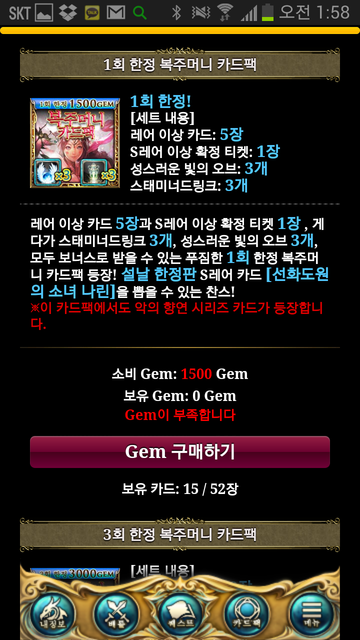 SKT 오전 1:58
1회 한정 복주머니 카드팩
1회 한정 1500GEM
복주머니
카드팩
×3 ×3
1회 한정!
[세트 내용]
레어 이상 카드: 5장
S레어 이상 확정 티켓: 1장
성스러운 빛의 오브: 3개
스태미너드링크: 3개
레어 이상 카드 5장과 S레어 이상 확정 티켓 1장 , 게
다가 스태미너드링크 3개, 성스러운 빛의 오브 3개,
모두 보너스로 받을 수 있는 푸짐한 1회 한정 복주머
니 카드팩 등장! 설날 한정판 S레어 카드 [선화도원
의 소녀 나린]을 뽑을 수 있는 찬스!
※이 카드팩에서도 악의 향연 시리즈 카드가 등장합니
다.
소비 Gem: 1500 Gem
보유 Gem: 0 Gem
Gem이 부족합니다
Gem 구매하기
보유 카드: 15 / 52장
3회 한정 복주머니 카드팩
3회 한정 3000GEM
[세트 내용]
내정보 배틀 퀘스트 카드팩 메뉴